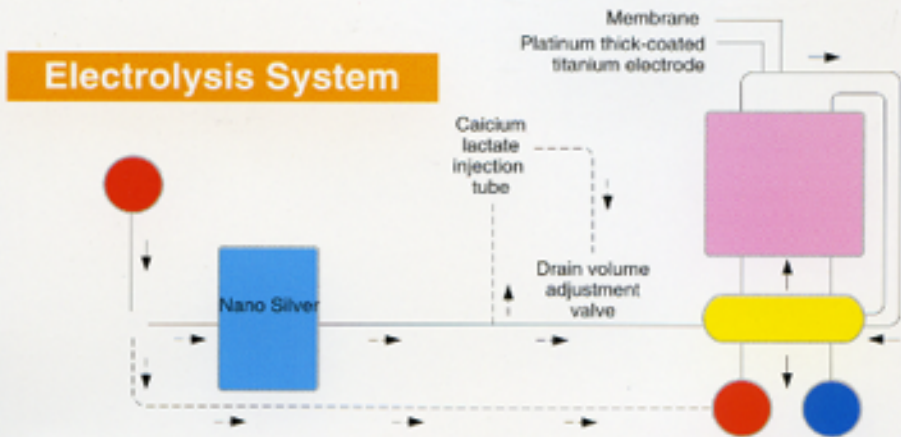 Membrane
Platinum thick-coated
titanium electrode
Electrolysis System
Caicium
lactate
injection
tube
Nano Silver
Drain volume
adjustment
valve